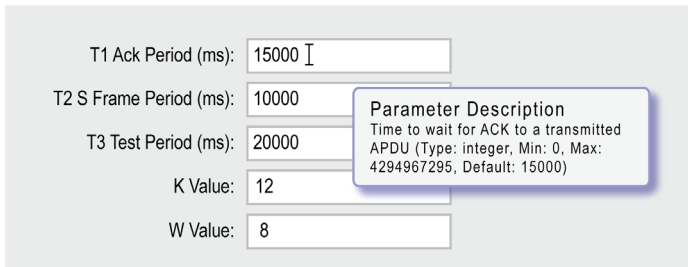 T1 Ack Period (ms): 15000
T2 S Frame Period (ms): 10000
T3 Test Period (ms): 20000
K Value: 12
W Value: 8
Parameter Description
Time to wait for ACK to a transmitted
APDU (Type: integer, Min: 0, Max:
4294967295, Default: 15000)